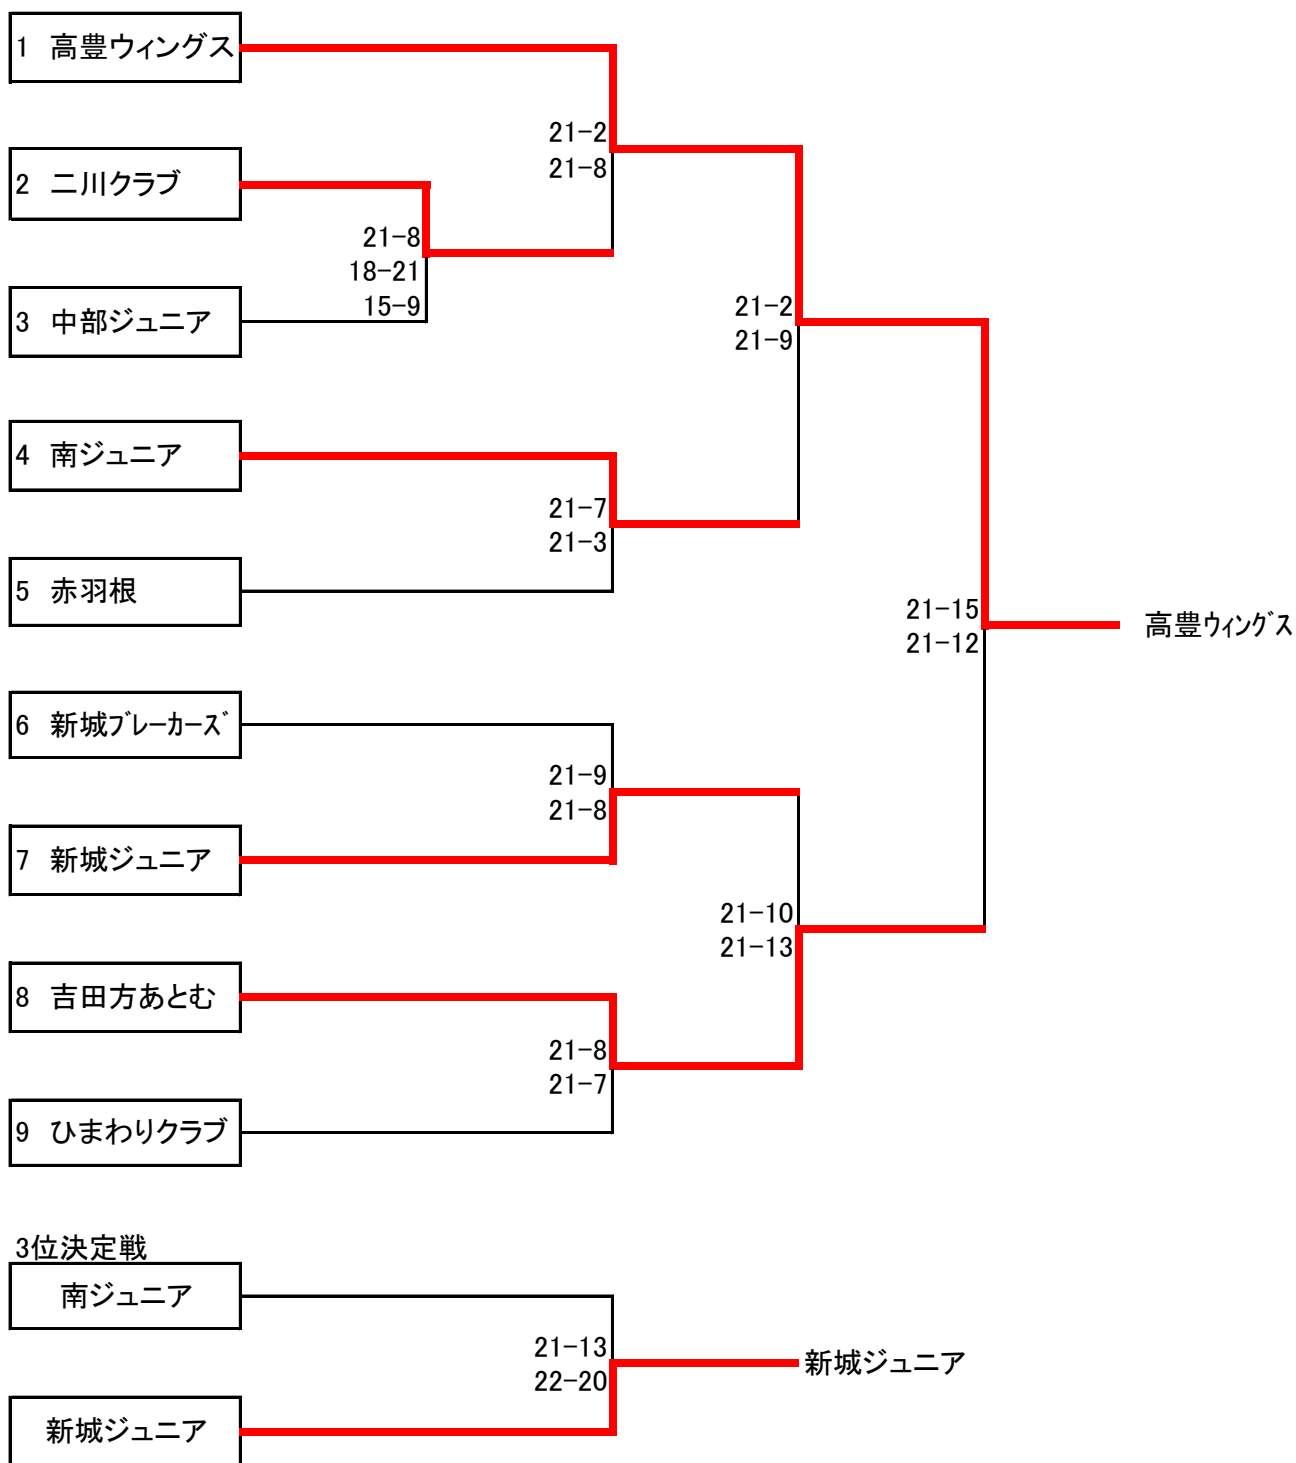 1 高豊ウィングス
21-2
21-8
2 二川クラブ
21-8
18-21
15-9
3 中部ジュニア
21-2
21-9
4 南ジュニア
21-7
21-3
5 赤羽根
21-15
21-12
高豊ウィングス
6 新城ブレーカーズ
21-9
21-8
7 新城ジュニア
21-10
21-13
8 吉田方あとむ
21-8
21-7
9 ひまわりクラブ
3位決定戦
南ジュニア
21-13
22-20
新城ジュニア
新城ジュニア